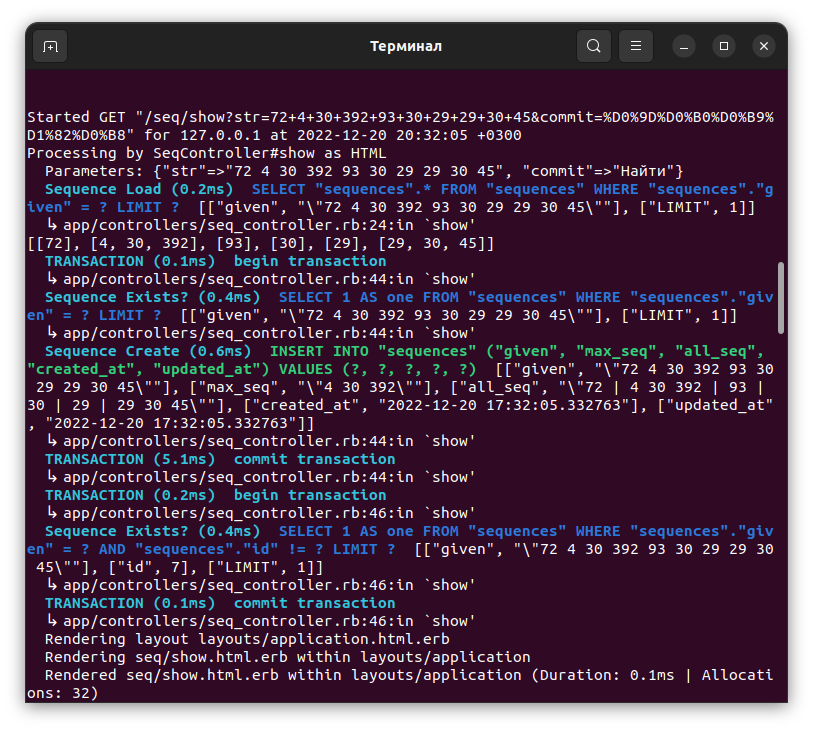 Терминал
Started GET "/seq/show?str=72+4+30+392+93+30+29+29+30+45&commit=%D0%9D%D0%B0%D0%B9%
D1%82%D0%B8" for 127.0.0.1 at 2022-12-20 20:32:05 +0300
Processing by SeqController#show as HTML
  Parameters: {"str"=>"72 4 30 392 93 30 29 29 30 45", "commit"=>"Найти"}
  Sequence Load (0.2ms)  SELECT "sequences".* FROM "sequences" WHERE "sequences"."g
iven" = ? LIMIT ?  [["given", "\"72 4 30 392 93 30 29 29 30 45\""], ["LIMIT", 1]]
  ↳ app/controllers/seq_controller.rb:24:in `show'
[[72], [4, 30, 392], [93], [30], [29], [29, 30, 45]]
  TRANSACTION (0.1ms)  begin transaction
  ↳ app/controllers/seq_controller.rb:44:in `show'
  Sequence Exists? (0.4ms)  SELECT 1 AS one FROM "sequences" WHERE "sequences"."giv
en" = ? LIMIT ?  [["given", "\"72 4 30 392 93 30 29 29 30 45\""], ["LIMIT", 1]]
  ↳ app/controllers/seq_controller.rb:44:in `show'
  Sequence Create (0.6ms)  INSERT INTO "sequences" ("given", "max_seq", "all_seq",
"created_at", "updated_at") VALUES (?, ?, ?, ?, ?)  [["given", "\"72 4 30 392 93 30
 29 29 30 45\""], ["max_seq", "\"4 30 392\""], ["all_seq", "\"72 | 4 30 392 | 93 |
30 | 29 | 29 30 45\""], ["created_at", "2022-12-20 17:32:05.332763"], ["updated_at"
, "2022-12-20 17:32:05.332763"]]
  ↳ app/controllers/seq_controller.rb:44:in `show'
  TRANSACTION (5.1ms)  commit transaction
  ↳ app/controllers/seq_controller.rb:44:in `show'
  TRANSACTION (0.2ms)  begin transaction
  ↳ app/controllers/seq_controller.rb:46:in `show'
  Sequence Exists? (0.4ms)  SELECT 1 AS one FROM "sequences" WHERE "sequences"."giv
en" = ? AND "sequences"."id" != ? LIMIT ?  [["given", "\"72 4 30 392 93 30 29 29 30
 45\""], ["id", 7], ["LIMIT", 1]]
  ↳ app/controllers/seq_controller.rb:46:in `show'
  TRANSACTION (0.1ms)  commit transaction
  ↳ app/controllers/seq_controller.rb:46:in `show'
  Rendering layout layouts/application.html.erb
  Rendering seq/show.html.erb within layouts/application
  Rendered seq/show.html.erb within layouts/application (Duration: 0.1ms | Allocati
ons: 32)